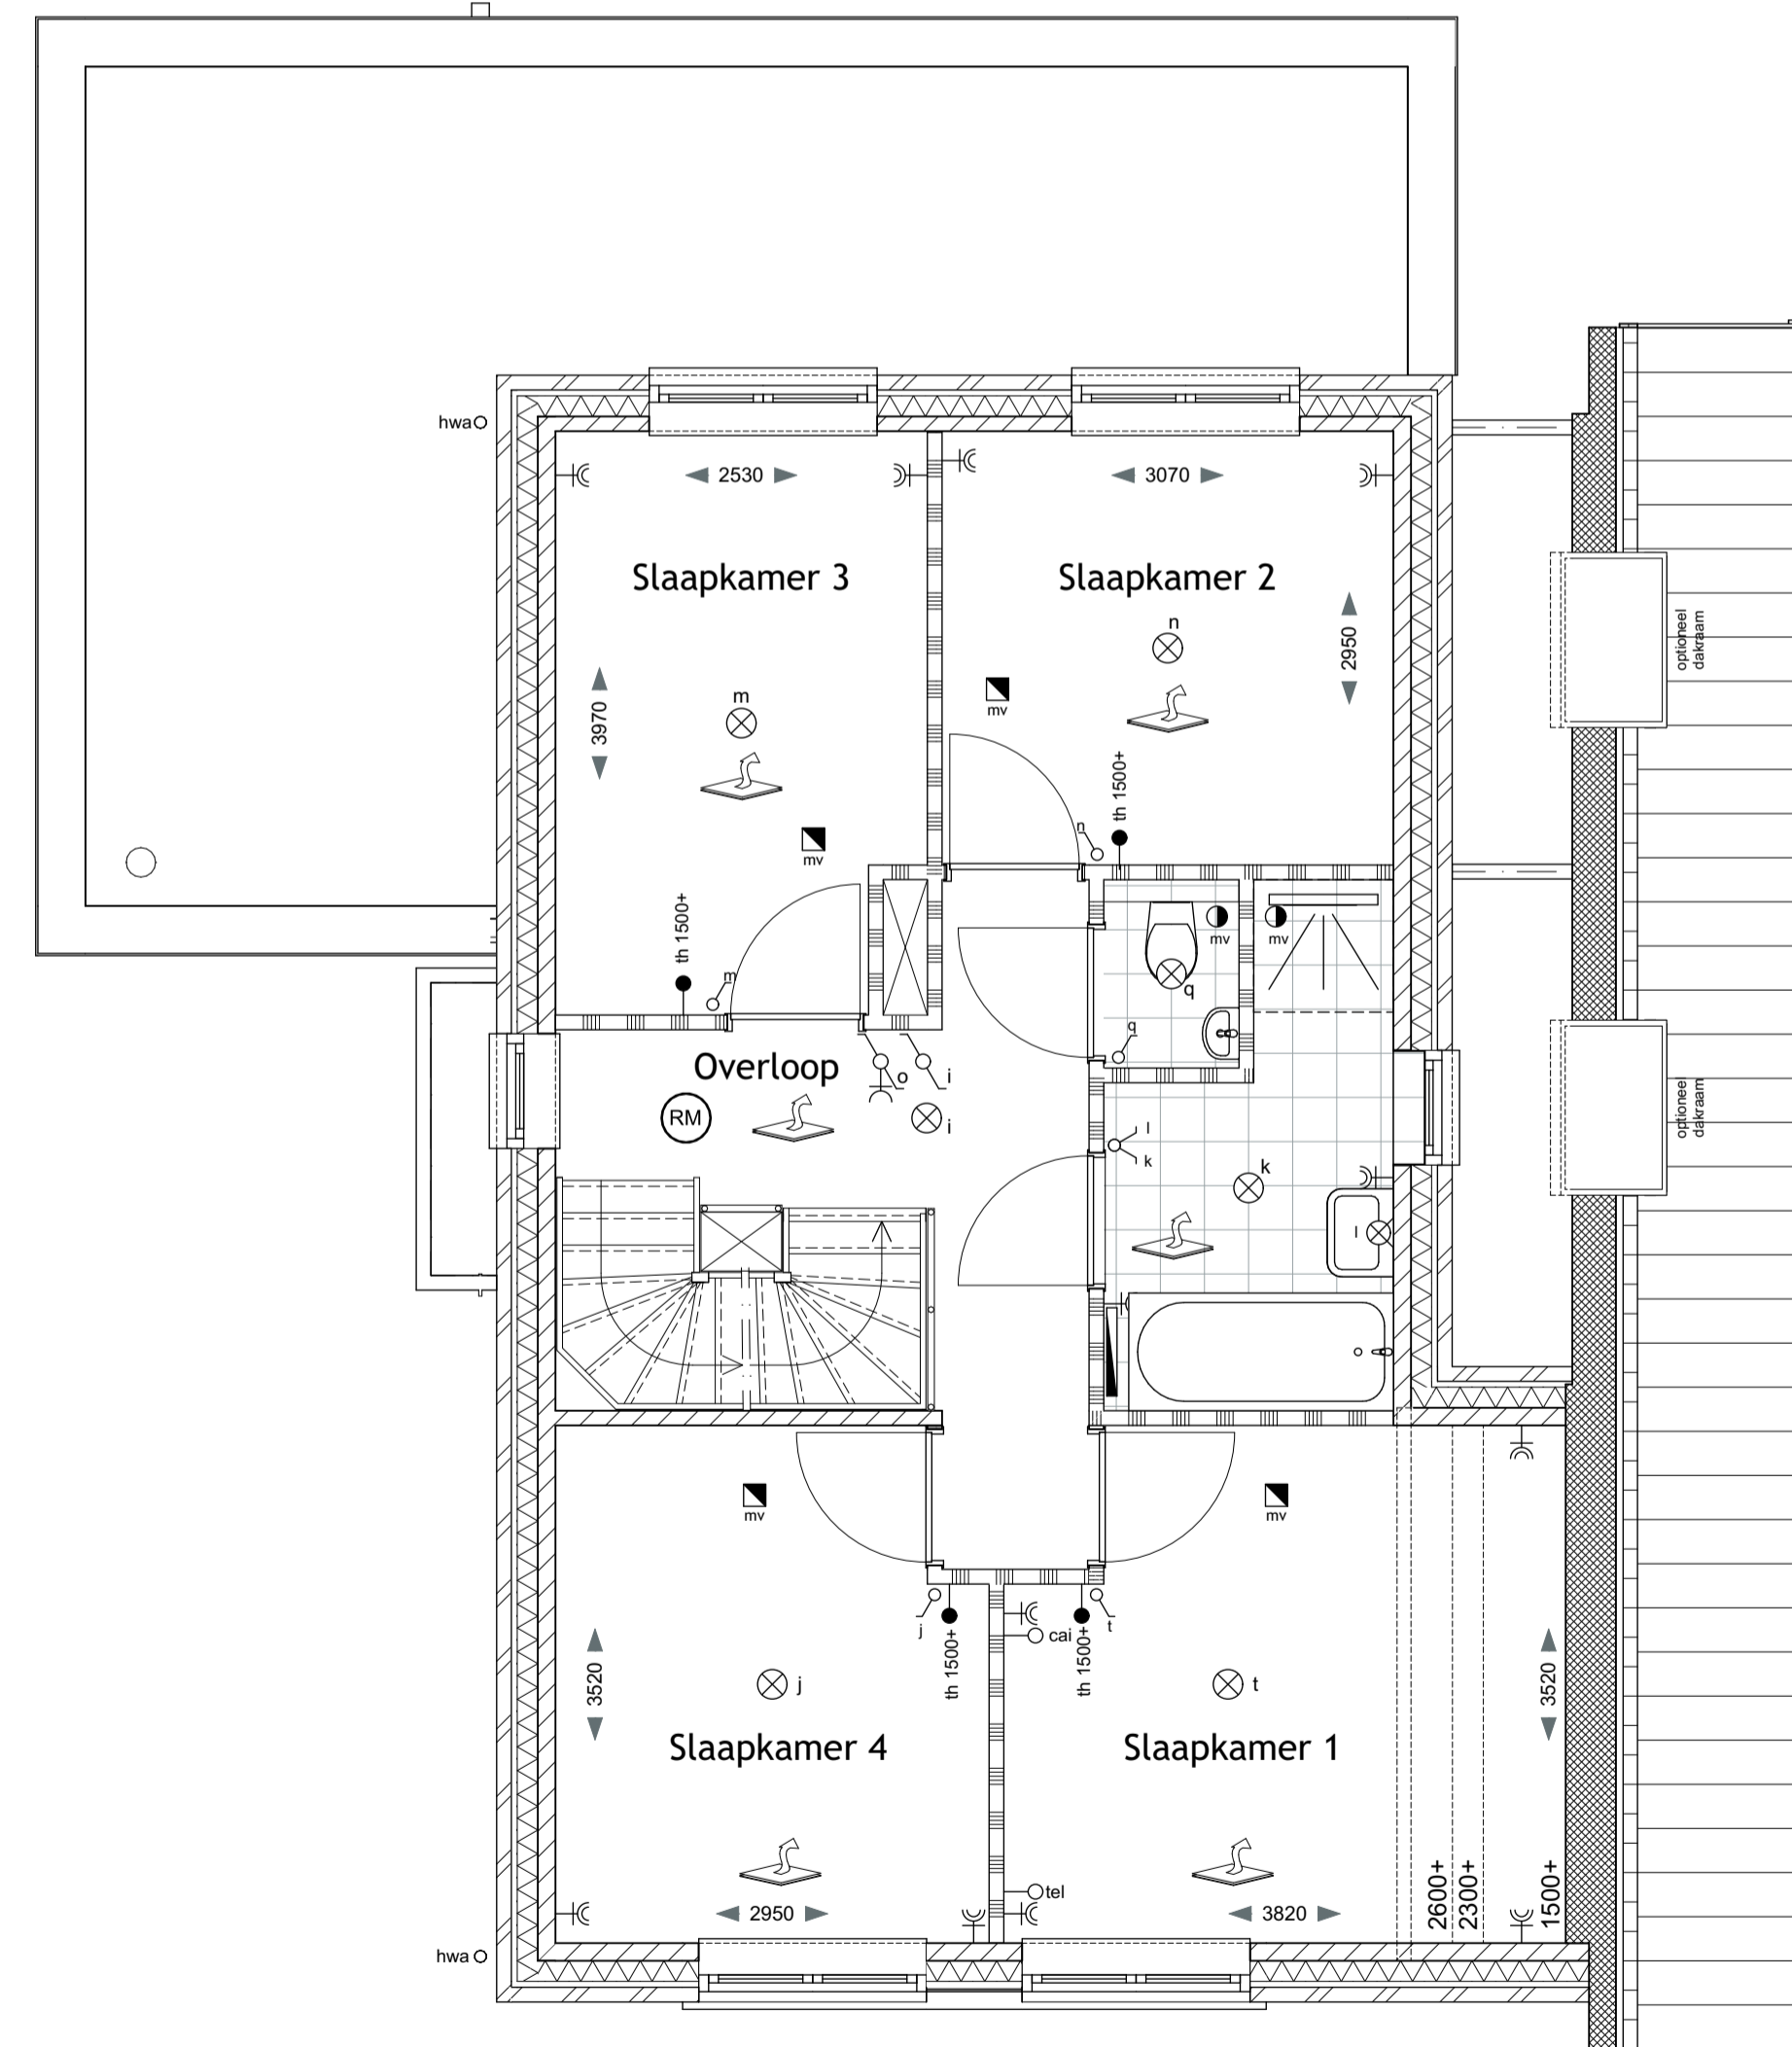 hwa
2530
3070
Slaapkamer 3
Slaapkamer 2
optioneel
dakraam
n
2950
m
mv
3970
th 1500+
n
mv
th 1500+
m
mv
mv
q
q
Overloop
o
i
RM
i
l
k
k
l
optioneel
dakraam
mv
mv
j
th 1500+
cai
th 1500+
t
3520
j
t
3520
Slaapkamer 4
Slaapkamer 1
2600+
2300+
1500+
tel
2950
3820
hwa